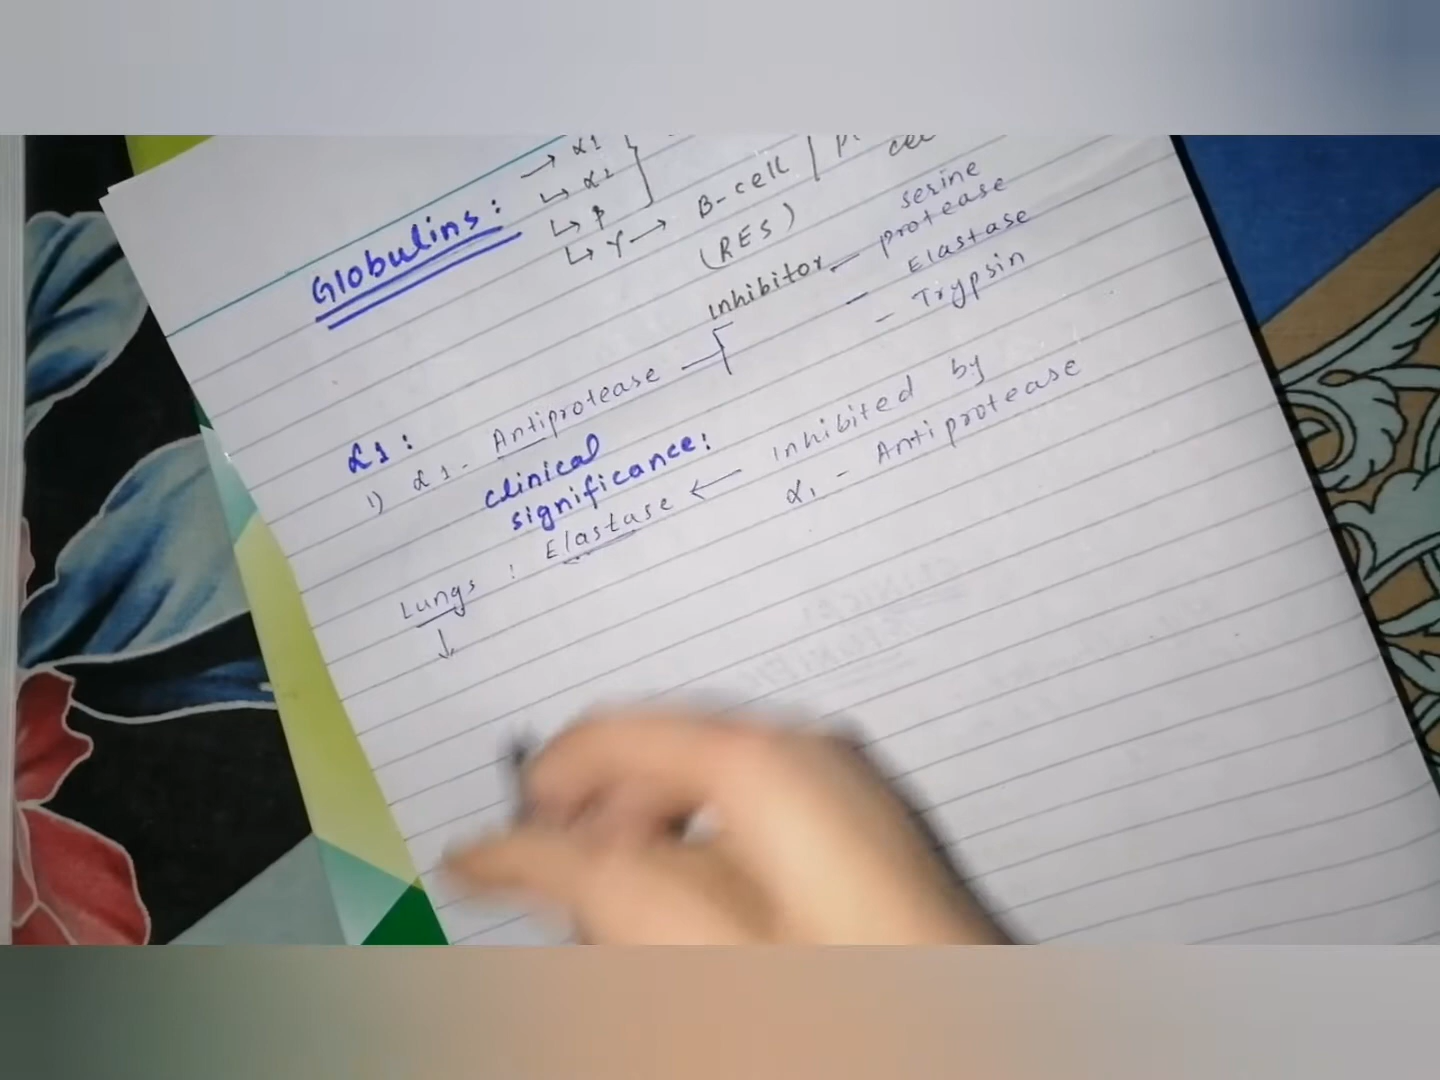 Globulins :
→ α1
↳ α2
↳ β
↳ γ → B-cell /
(RES)
α1 :
1) α1 - Antiprotease — Inhibitor - serine protease
- Elastase
- Trypsin
clinical
significance:
Lungs : Elastase ← Inhibited by
α1 - Antiprotease
↓